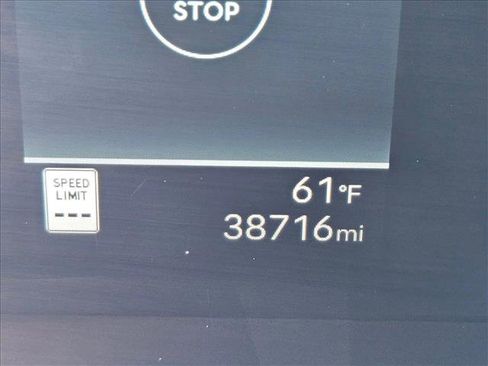 STOP
SPEED
LIMIT
---
61°F
38716mi